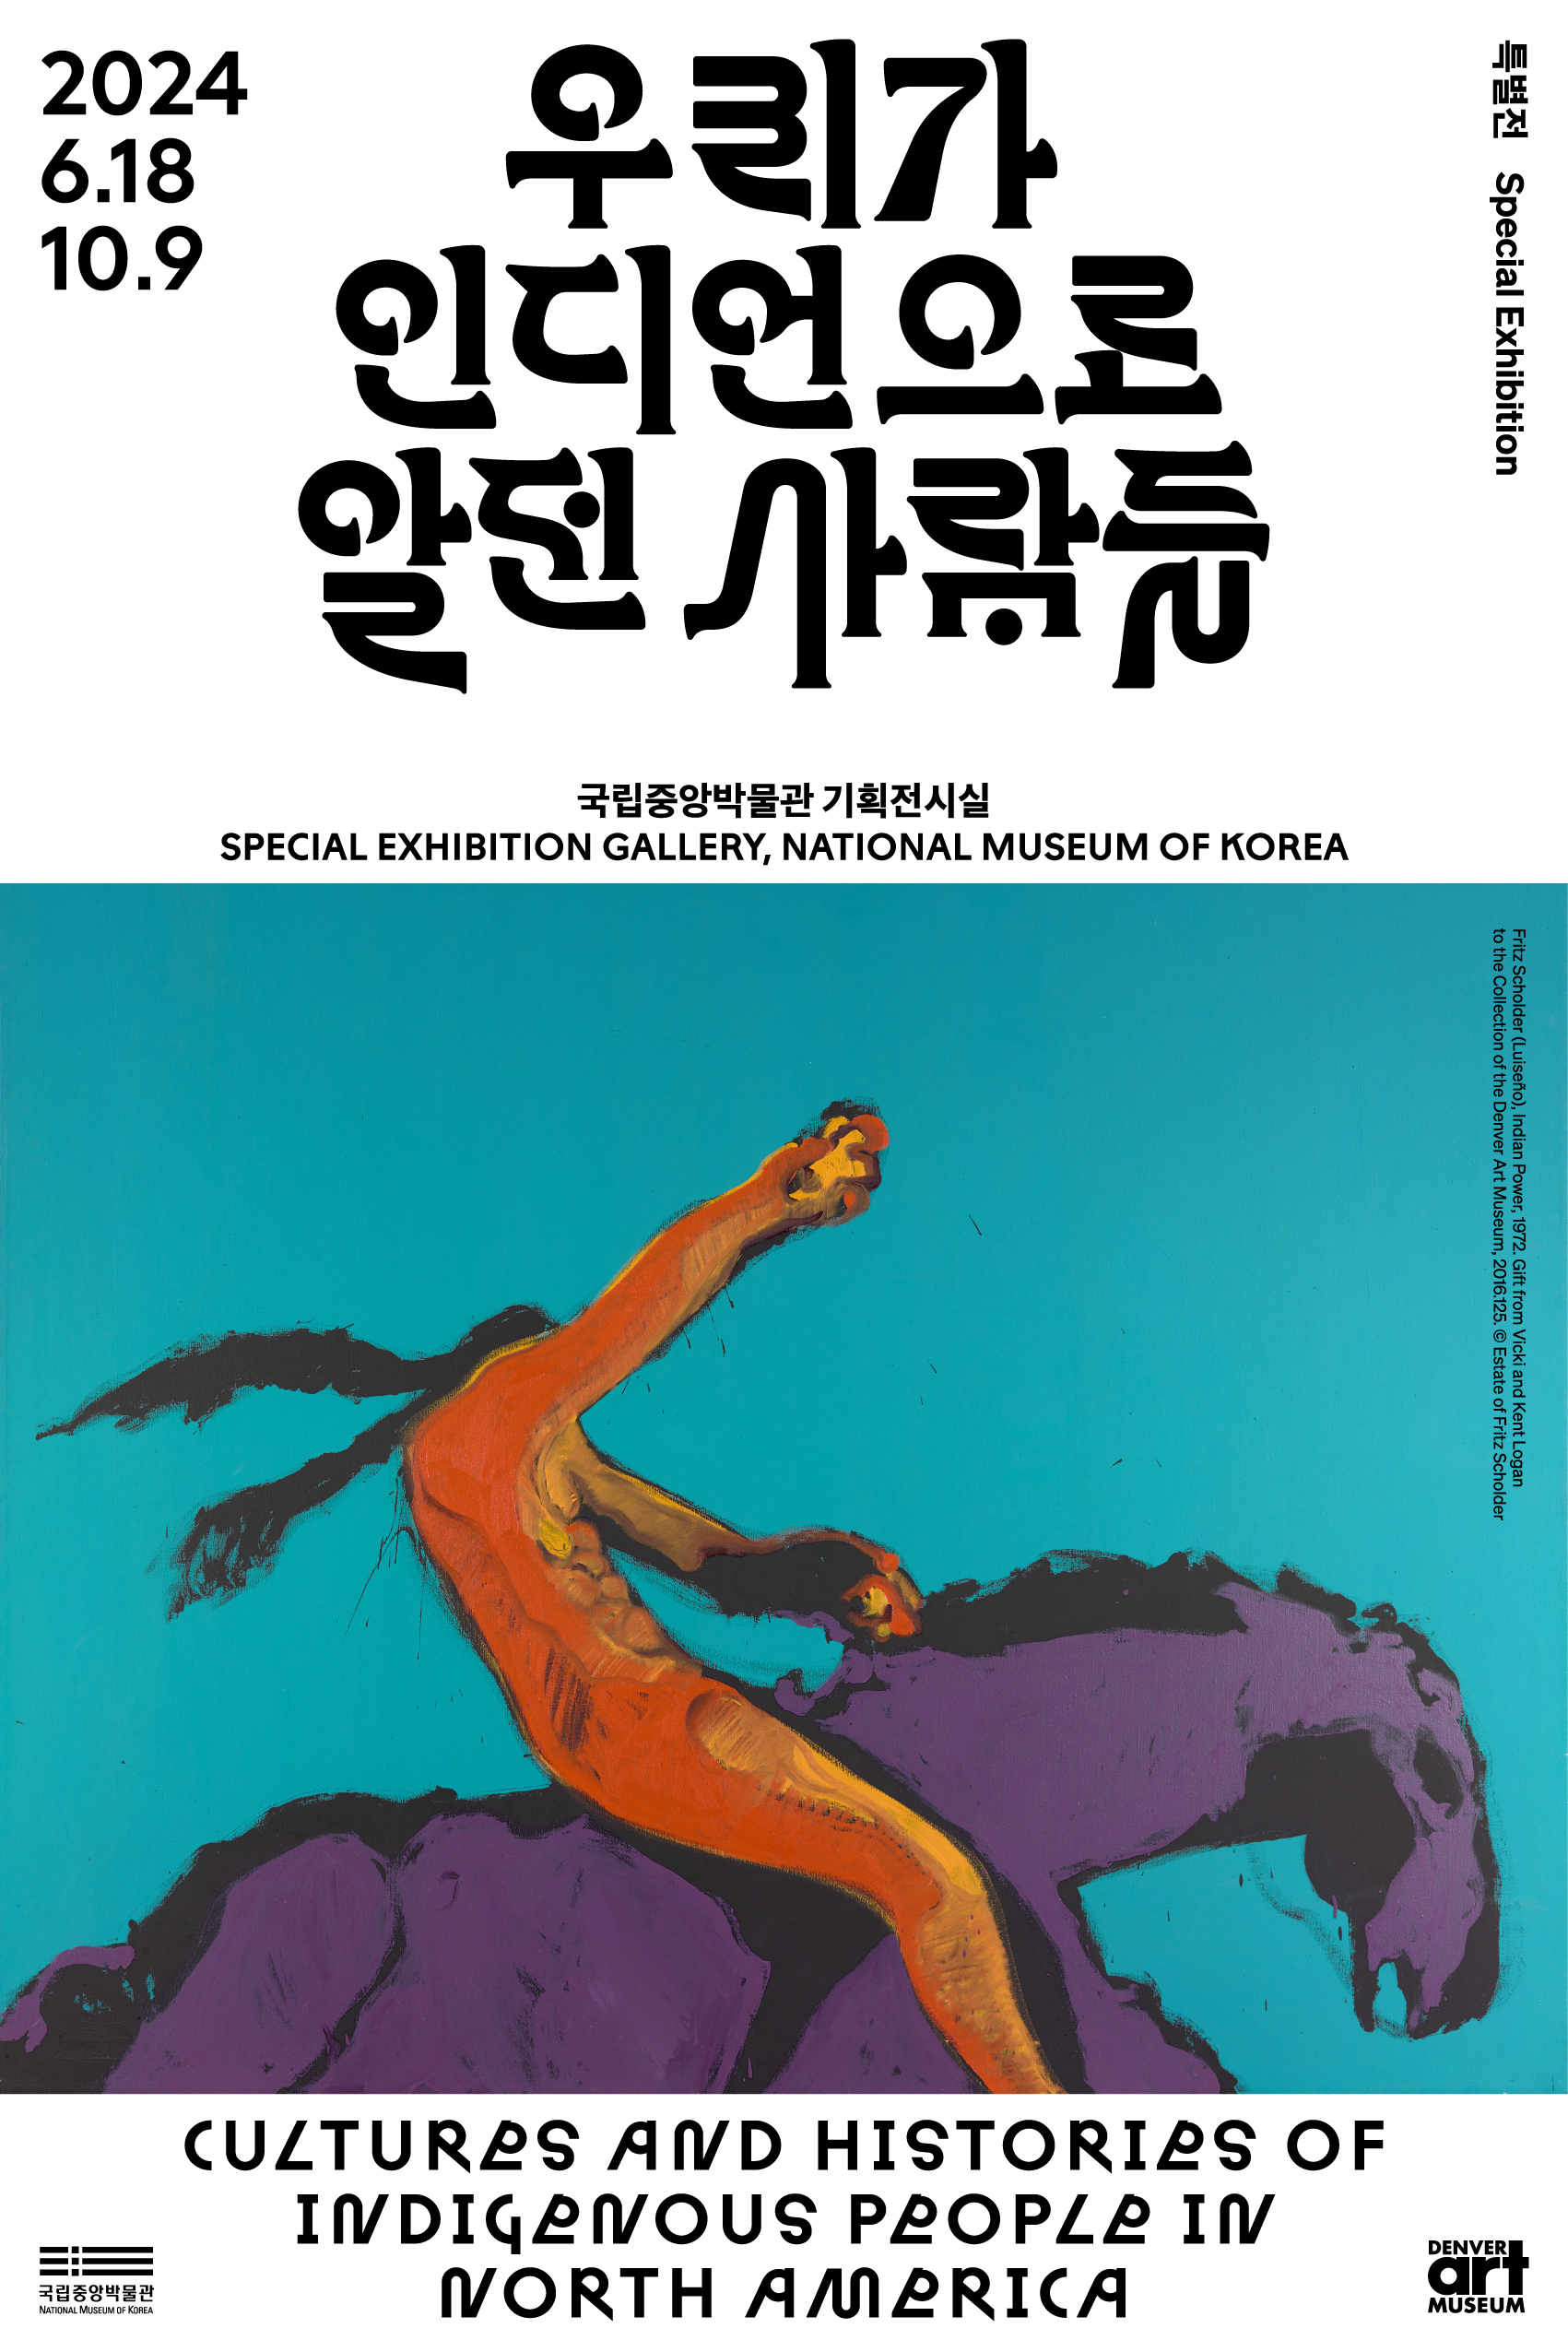 2024
6.18
10.9
우리가
인디언으로
알던 사람들
특별전 Special Exhibition
국립중앙박물관 기획전시실
SPECIAL EXHIBITION GALLERY, NATIONAL MUSEUM OF KOREA
Fritz Scholder (Luiseño), Indian Power, 1972. Gift from Vicki and Kent Logan
to the Collection of the Denver Art Museum, 2016.125. © Estate of Fritz Scholder
CULTURES AND HISTORIES OF
INDIGENOUS PEOPLE IN
NORTH AMERICA
국립중앙박물관
NATIONAL MUSEUM OF KOREA
DENVER
art
MUSEUM